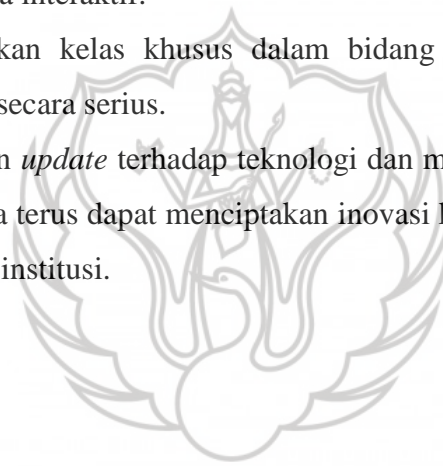 interaktif.
kan kelas khusus dalam bidang
secara serius.
n update terhadap teknologi dan m
a terus dapat menciptakan inovasi
institusi.